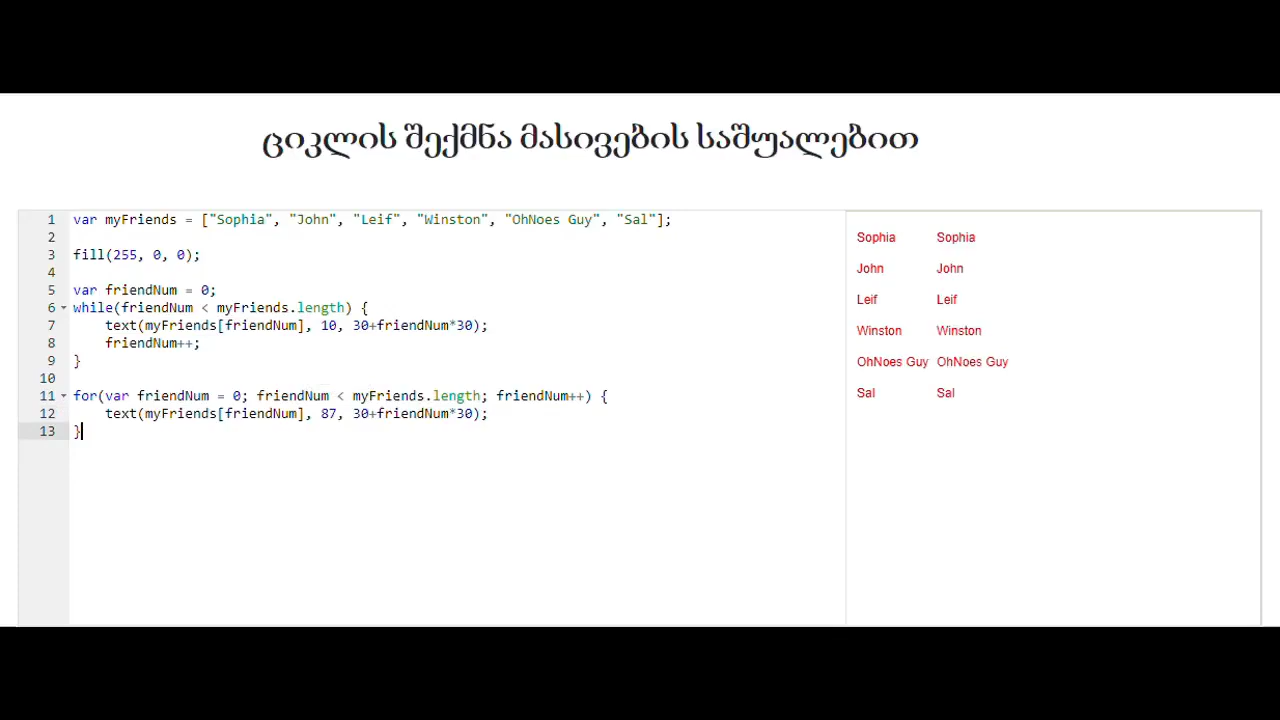 ციკლის შექმნა მასივების საშუალებით
1 var myFriends = ["Sophia", "John", "Leif", "Winston", "OhNoes Guy", "Sal"];
2
3 fill(255, 0, 0);
4
5 var friendNum = 0;
6 while(friendNum < myFriends.length) {
7 text(myFriends[friendNum], 10, 30+friendNum*30);
8 friendNum++;
9 }
10
11 for(var friendNum = 0; friendNum < myFriends.length; friendNum++) {
12 text(myFriends[friendNum], 87, 30+friendNum*30);
13 }
Sophia Sophia
John John
Leif Leif
Winston Winston
OhNoes Guy OhNoes Guy
Sal Sal